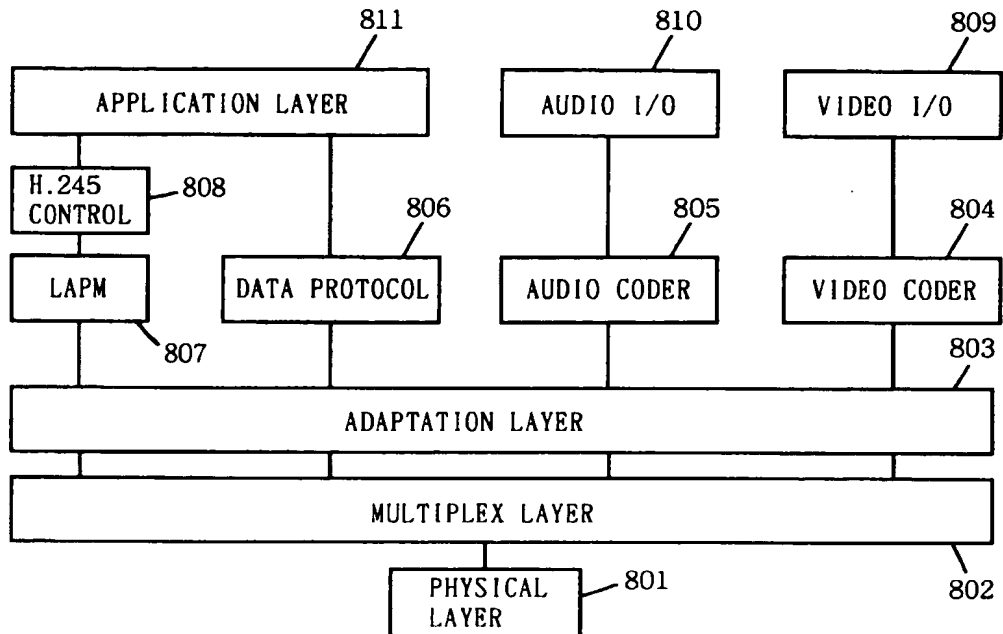 811
810
809
APPLICATION LAYER
AUDIO I/O
VIDEO I/O
H.245
CONTROL
808
806
805
804
LAPM
DATA PROTOCOL
AUDIO CODER
VIDEO CODER
807
803
ADAPTATION LAYER
MULTIPLEX LAYER
802
PHYSICAL
LAYER
801